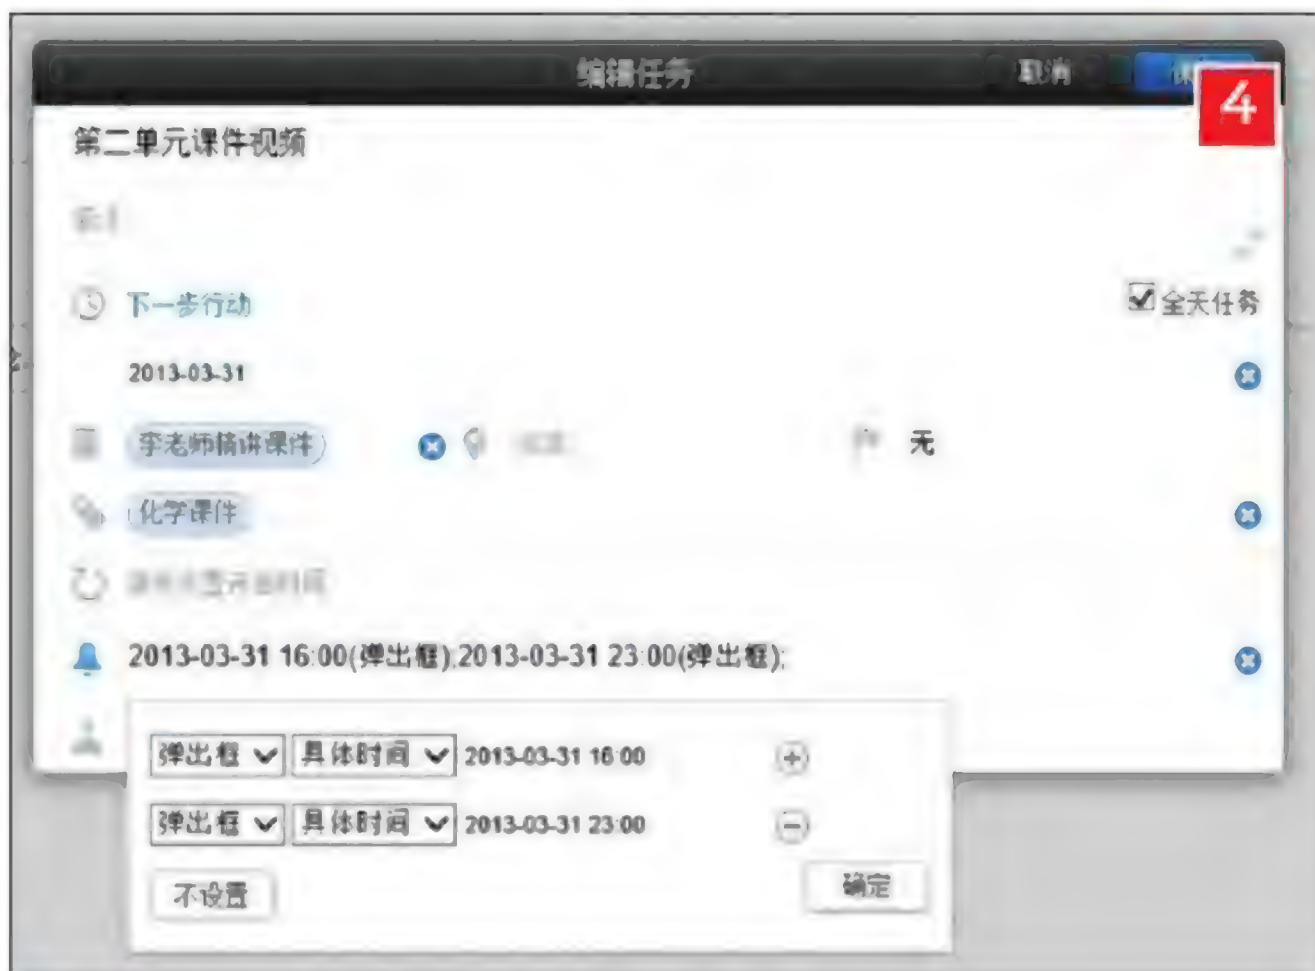 编辑任务 取消
4
第二单元课件视频
下一步行动 全天任务
2013-03-31
李老师精讲课件 无
化学课件
2013-03-31 16:00(弹出框);2013-03-31 23:00(弹出框);
弹出框 具体时间 2013-03-31 16:00
弹出框 具体时间 2013-03-31 23:00
不设置 确定